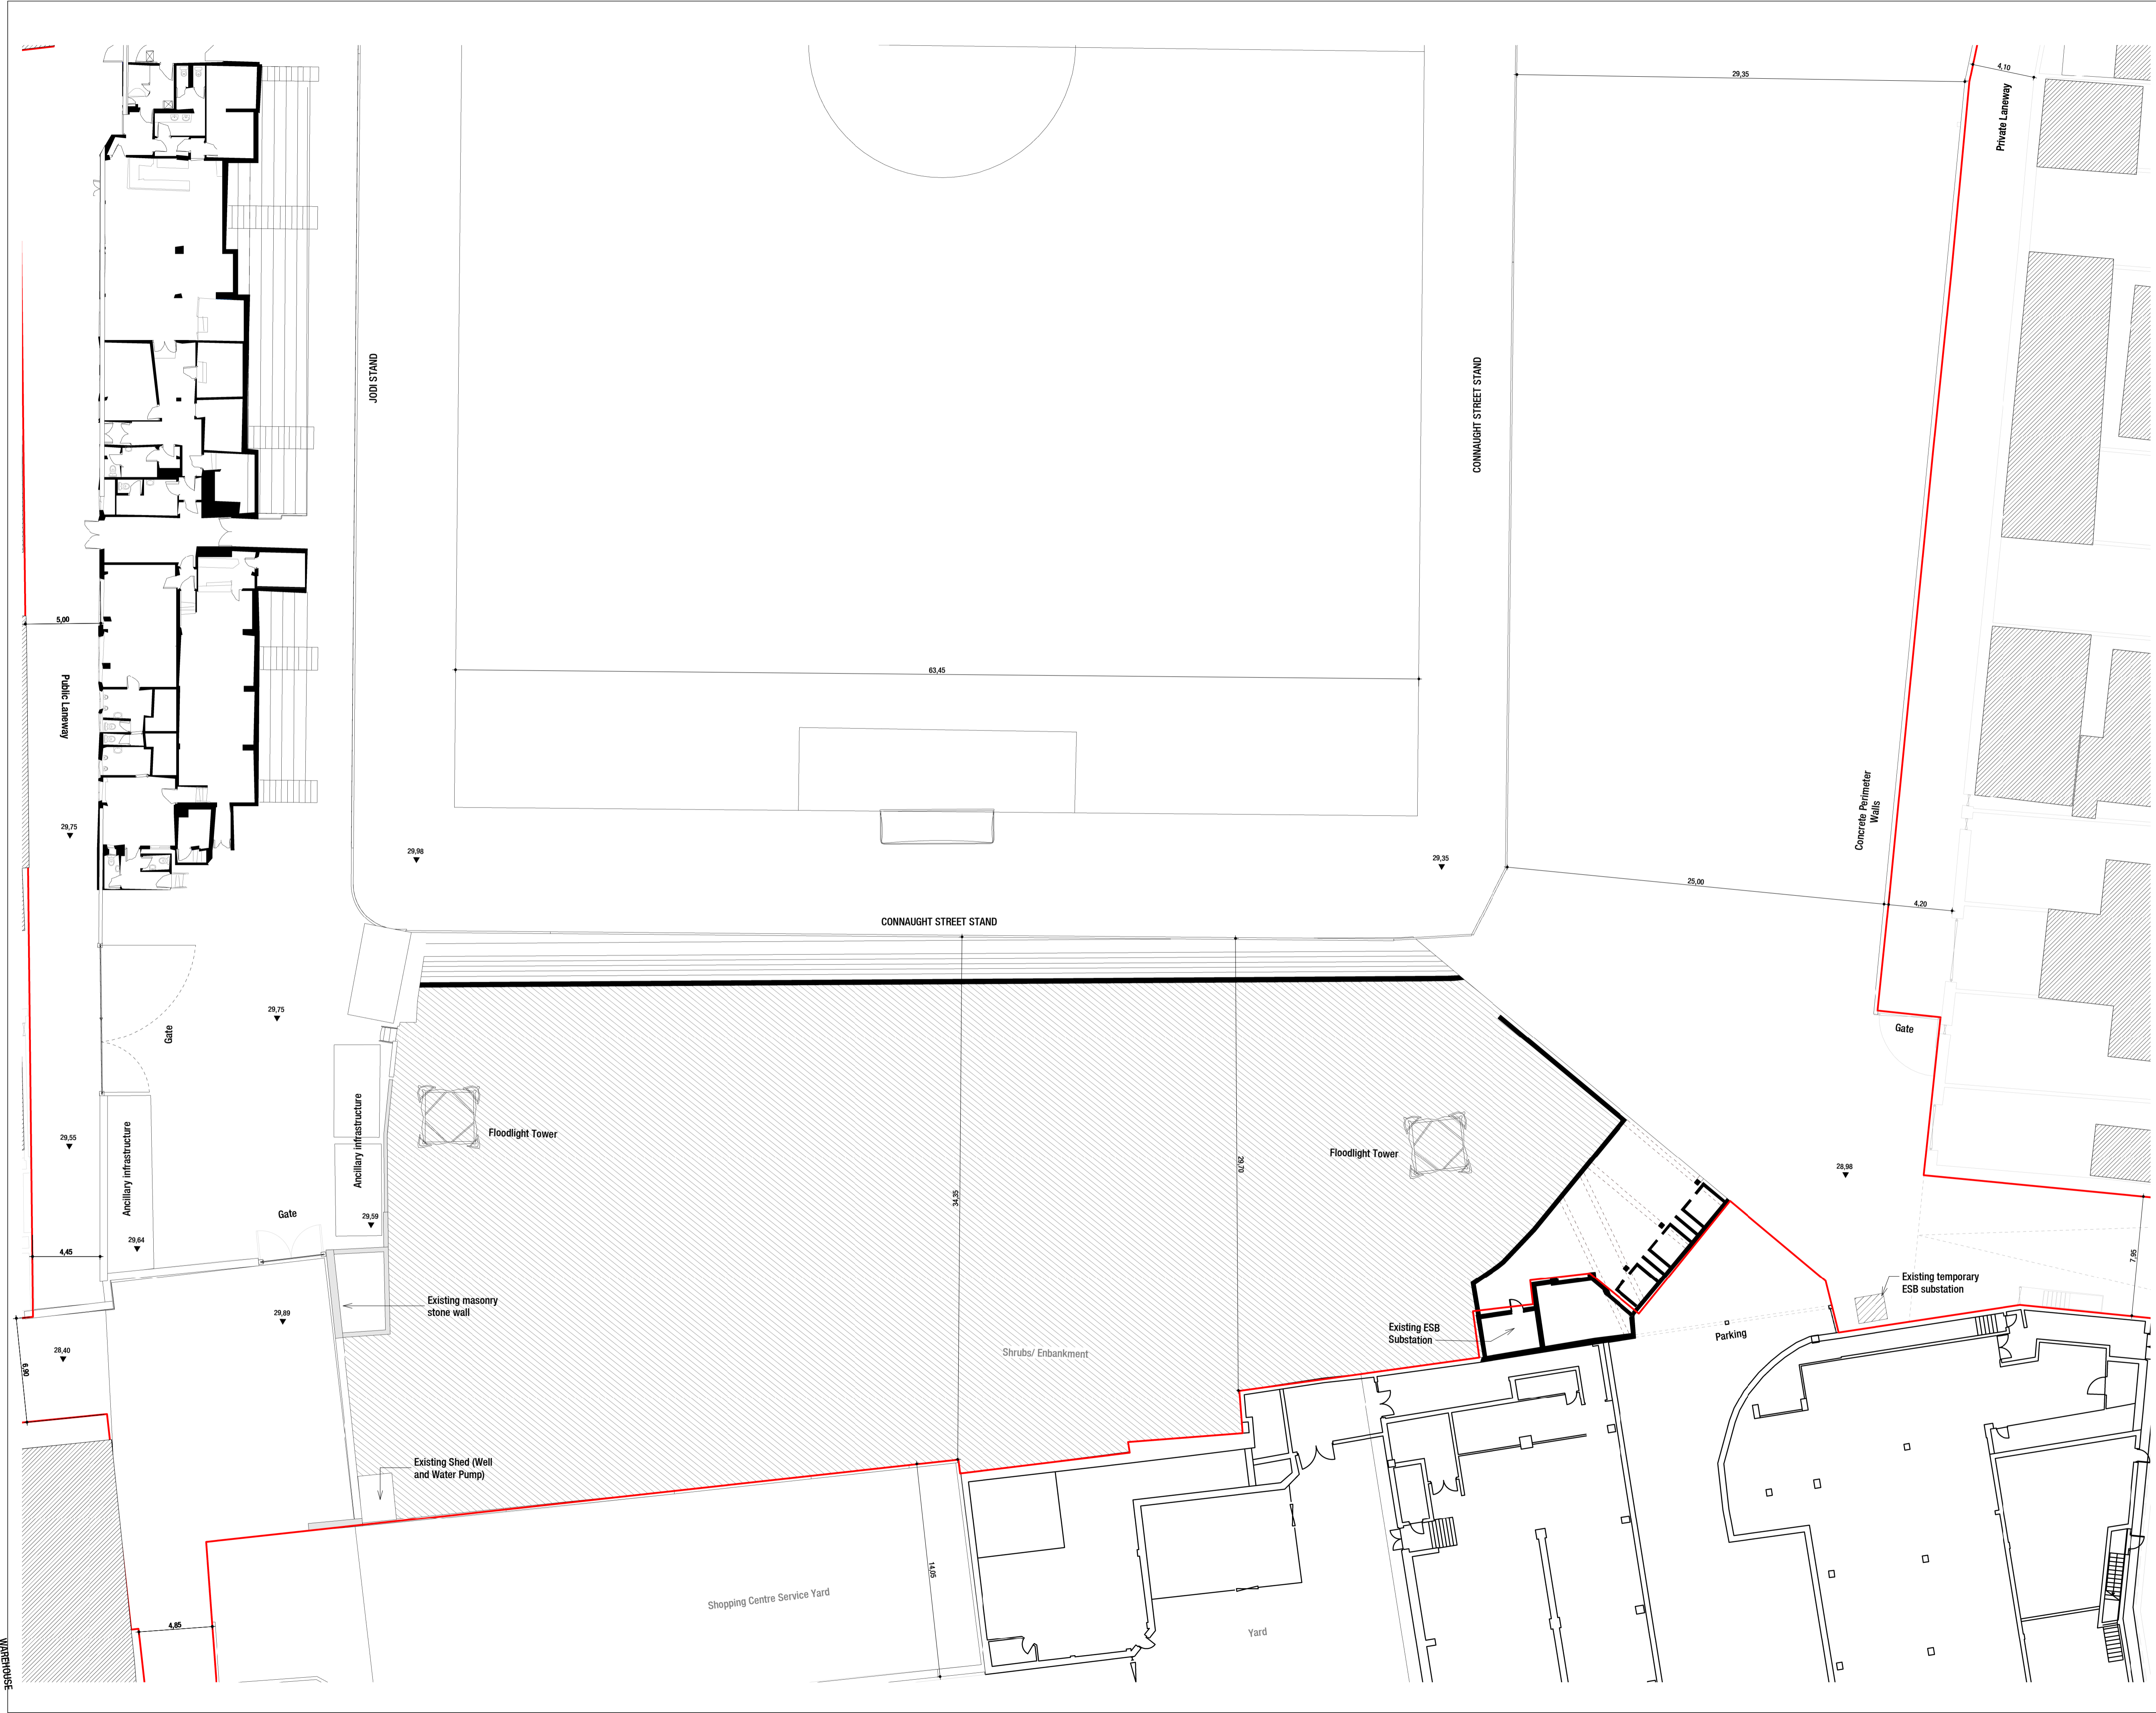 4,10
29,35
Private Laneway
JODI STAND
CONNAUGHT STREET STAND
5,00
Public Laneway
63,45
Concrete Perimeter
Walls
29,75
29,98
29,35
25,00
4,20
CONNAUGHT STREET STAND
29,75
Gate
Gate
Ancillary infrastructure
Ancillary infrastructure
Floodlight Tower
Floodlight Tower
29,55
29,70
34,35
28,98
Gate
29,59
29,64
4,45
7,95
Existing temporary
ESB substation
Existing masonry
stone wall
29,89
Existing ESB
Substation
Parking
Shrubs/ Enbankment
28,40
6,90
Existing Shed (Well
and Water Pump)
14,05
Shopping Centre Service Yard
4,85
Yard
WAREHOUSE